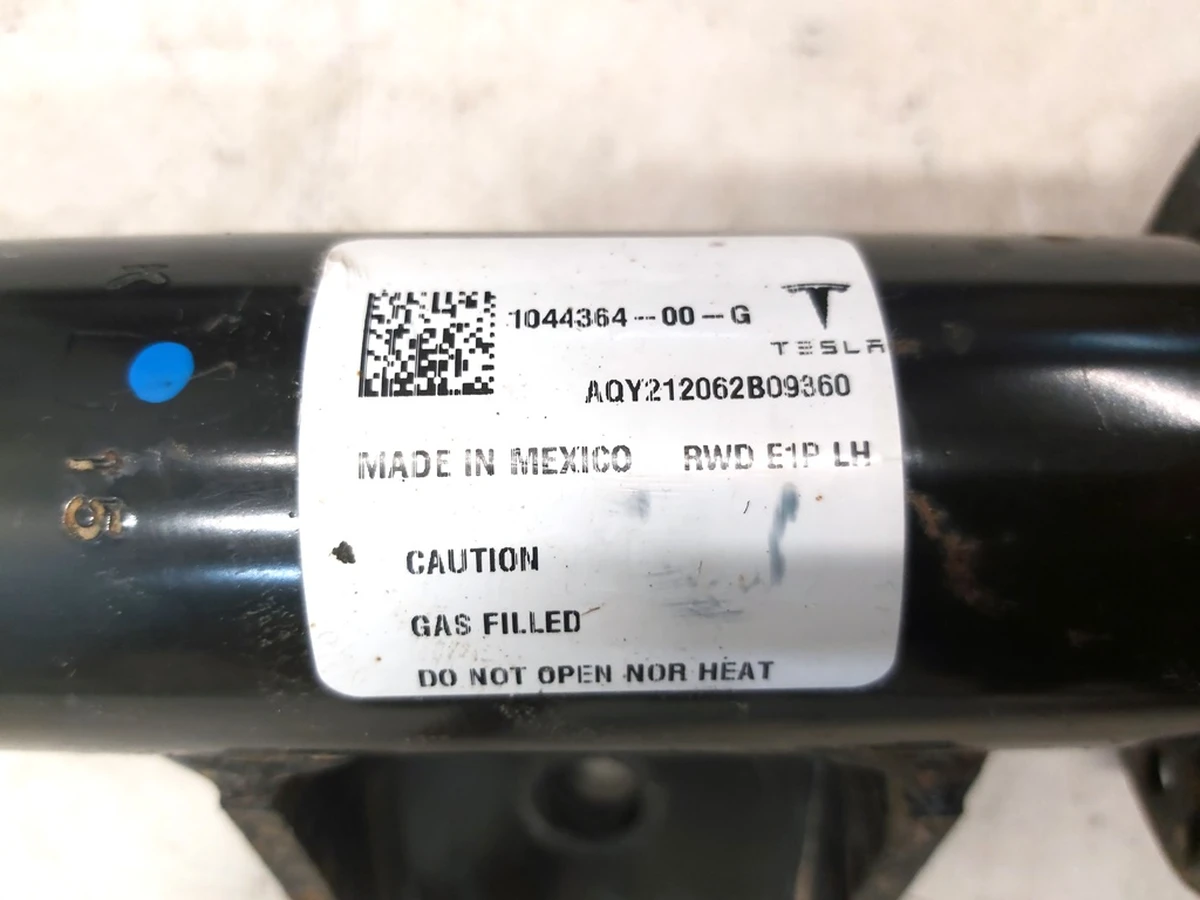 1044364-00-G
TESLA
AQY212062B09360
MADE IN MEXICO RWD E1P LH
CAUTION
GAS FILLED
DO NOT OPEN NOR HEAT